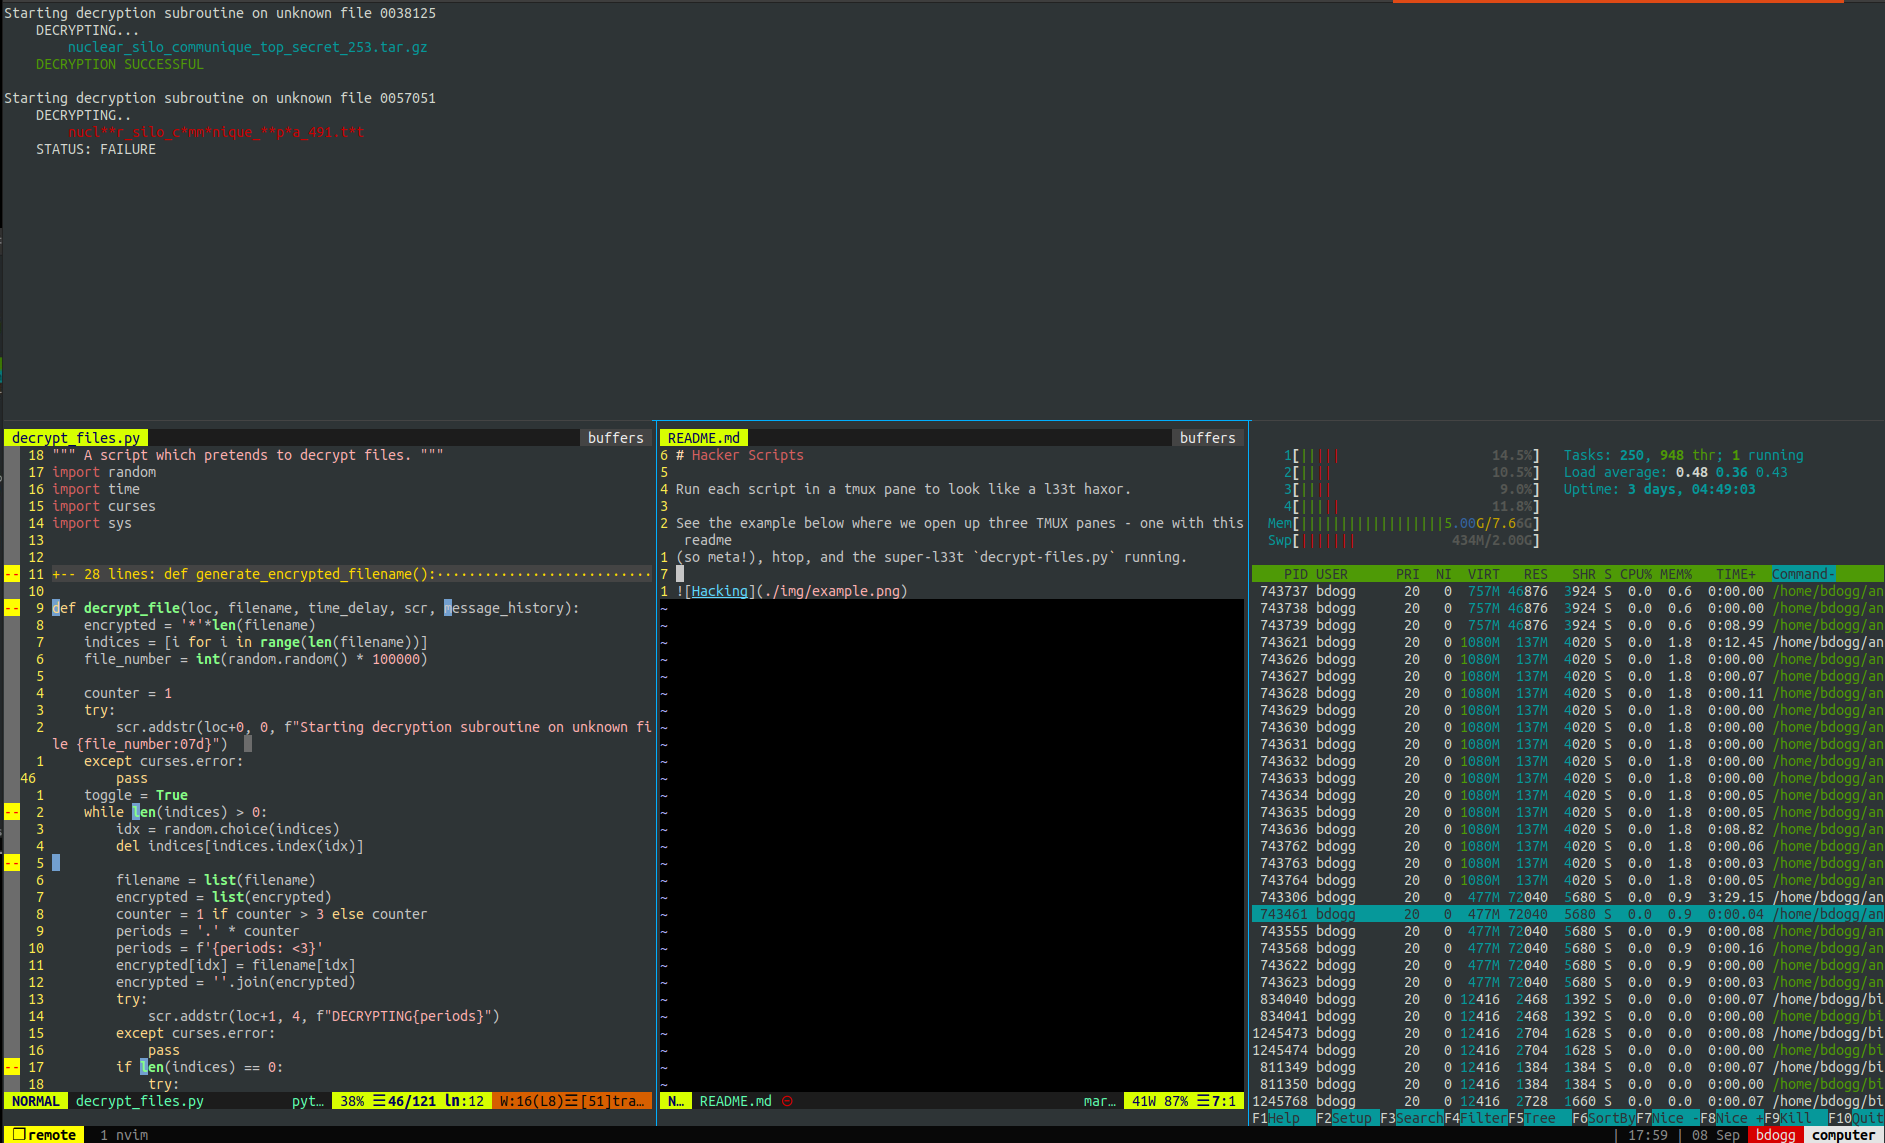 Starting decryption subroutine on unknown file 0038125
DECRYPTING...
nuclear_silo_communique_top_secret_253.tar.gz
DECRYPTION SUCCESSFUL
Starting decryption subroutine on unknown file 0057051
DECRYPTING..
nucl**r_silo_c*mm*nique_**p*a_491.t*t
STATUS: FAILURE
decrypt_files.py buffers
18 """ A script which pretends to decrypt files. """
17 import random
16 import time
15 import curses
14 import sys
13
12
-- 11 +-- 28 lines: def generate_encrypted_filename():
10
-- 9 def decrypt_file(loc, filename, time_delay, scr, message_history):
8 encrypted = '*'*len(filename)
7 indices = [i for i in range(len(filename))]
6 file_number = int(random.random() * 100000)
5
4 counter = 1
3 try:
2 scr.addstr(loc+0, 0, f"Starting decryption subroutine on unknown fi
le {file_number:07d}")
1 except curses.error:
46 pass
1 toggle = True
-- 2 while len(indices) > 0:
3 idx = random.choice(indices)
4 del indices[indices.index(idx)]
-- 5
6 filename = list(filename)
7 encrypted = list(encrypted)
8 counter = 1 if counter > 3 else counter
9 periods = '.' * counter
10 periods = f'{periods: <3}'
11 encrypted[idx] = filename[idx]
12 encrypted = ''.join(encrypted)
13 try:
14 scr.addstr(loc+1, 4, f"DECRYPTING{periods}")
15 except curses.error:
16 pass
-- 17 if len(indices) == 0:
18 try:
NORMAL decrypt_files.py pyt… 38% ☰46/121 ln:12 W:16(L8)☲[51]tra…
README.md buffers
6 # Hacker Scripts
5
4 Run each script in a tmux pane to look like a l33t haxor.
3
2 See the example below where we open up three TMUX panes - one with this
readme
1 (so meta!), htop, and the super-l33t `decrypt-files.py` running.
7
1 ![Hacking](./img/example.png)
N… README.md ⊝ mar… 41W 87% ☰7:1
1[||||| 14.5%] Tasks: 250, 948 thr; 1 running
2[|||| 10.5%] Load average: 0.48 0.36 0.43
3[|||| 9.0%] Uptime: 3 days, 04:49:03
4[||||| 11.8%]
Mem[||||||||||||||||||5.00G/7.66G]
Swp[||||||| 434M/2.00G]
PID USER PRI NI VIRT RES SHR S CPU% MEM% TIME+ Command-
743737 bdogg 20 0 757M 46876 3924 S 0.0 0.6 0:00.00 /home/bdogg/an
743738 bdogg 20 0 757M 46876 3924 S 0.0 0.6 0:00.00 /home/bdogg/an
743739 bdogg 20 0 757M 46876 3924 S 0.0 0.6 0:08.99 /home/bdogg/an
743621 bdogg 20 0 1080M 137M 4020 S 0.0 1.8 0:12.45 /home/bdogg/an
743626 bdogg 20 0 1080M 137M 4020 S 0.0 1.8 0:00.00 /home/bdogg/an
743627 bdogg 20 0 1080M 137M 4020 S 0.0 1.8 0:00.07 /home/bdogg/an
743628 bdogg 20 0 1080M 137M 4020 S 0.0 1.8 0:00.11 /home/bdogg/an
743629 bdogg 20 0 1080M 137M 4020 S 0.0 1.8 0:00.00 /home/bdogg/an
743630 bdogg 20 0 1080M 137M 4020 S 0.0 1.8 0:00.00 /home/bdogg/an
743631 bdogg 20 0 1080M 137M 4020 S 0.0 1.8 0:00.00 /home/bdogg/an
743632 bdogg 20 0 1080M 137M 4020 S 0.0 1.8 0:00.00 /home/bdogg/an
743633 bdogg 20 0 1080M 137M 4020 S 0.0 1.8 0:00.00 /home/bdogg/an
743634 bdogg 20 0 1080M 137M 4020 S 0.0 1.8 0:00.05 /home/bdogg/an
743635 bdogg 20 0 1080M 137M 4020 S 0.0 1.8 0:00.05 /home/bdogg/an
743636 bdogg 20 0 1080M 137M 4020 S 0.0 1.8 0:08.82 /home/bdogg/an
743762 bdogg 20 0 1080M 137M 4020 S 0.0 1.8 0:00.06 /home/bdogg/an
743763 bdogg 20 0 1080M 137M 4020 S 0.0 1.8 0:00.03 /home/bdogg/an
743764 bdogg 20 0 1080M 137M 4020 S 0.0 1.8 0:00.05 /home/bdogg/an
743306 bdogg 20 0 477M 72040 5680 S 0.0 0.9 3:29.15 /home/bdogg/an
743461 bdogg 20 0 477M 72040 5680 S 0.0 0.9 0:00.04 /home/bdogg/an
743555 bdogg 20 0 477M 72040 5680 S 0.0 0.9 0:00.08 /home/bdogg/an
743568 bdogg 20 0 477M 72040 5680 S 0.0 0.9 0:00.16 /home/bdogg/an
743622 bdogg 20 0 477M 72040 5680 S 0.0 0.9 0:00.00 /home/bdogg/an
743623 bdogg 20 0 477M 72040 5680 S 0.0 0.9 0:00.03 /home/bdogg/an
834040 bdogg 20 0 12416 2468 1392 S 0.0 0.0 0:00.07 /home/bdogg/bi
834041 bdogg 20 0 12416 2468 1392 S 0.0 0.0 0:00.00 /home/bdogg/bi
1245473 bdogg 20 0 12416 2704 1628 S 0.0 0.0 0:00.08 /home/bdogg/bi
1245474 bdogg 20 0 12416 2704 1628 S 0.0 0.0 0:00.00 /home/bdogg/bi
811349 bdogg 20 0 12416 1384 1384 S 0.0 0.0 0:00.07 /home/bdogg/bi
811350 bdogg 20 0 12416 1384 1384 S 0.0 0.0 0:00.00 /home/bdogg/bi
1245768 bdogg 20 0 12416 2728 1660 S 0.0 0.0 0:00.07 /home/bdogg/bi
F1Help F2Setup F3SearchF4FilterF5Tree F6SortByF7Nice -F8Nice +F9Kill F10Quit
❐ remote 1 nvim | 17:59 | 08 Sep bdogg computer